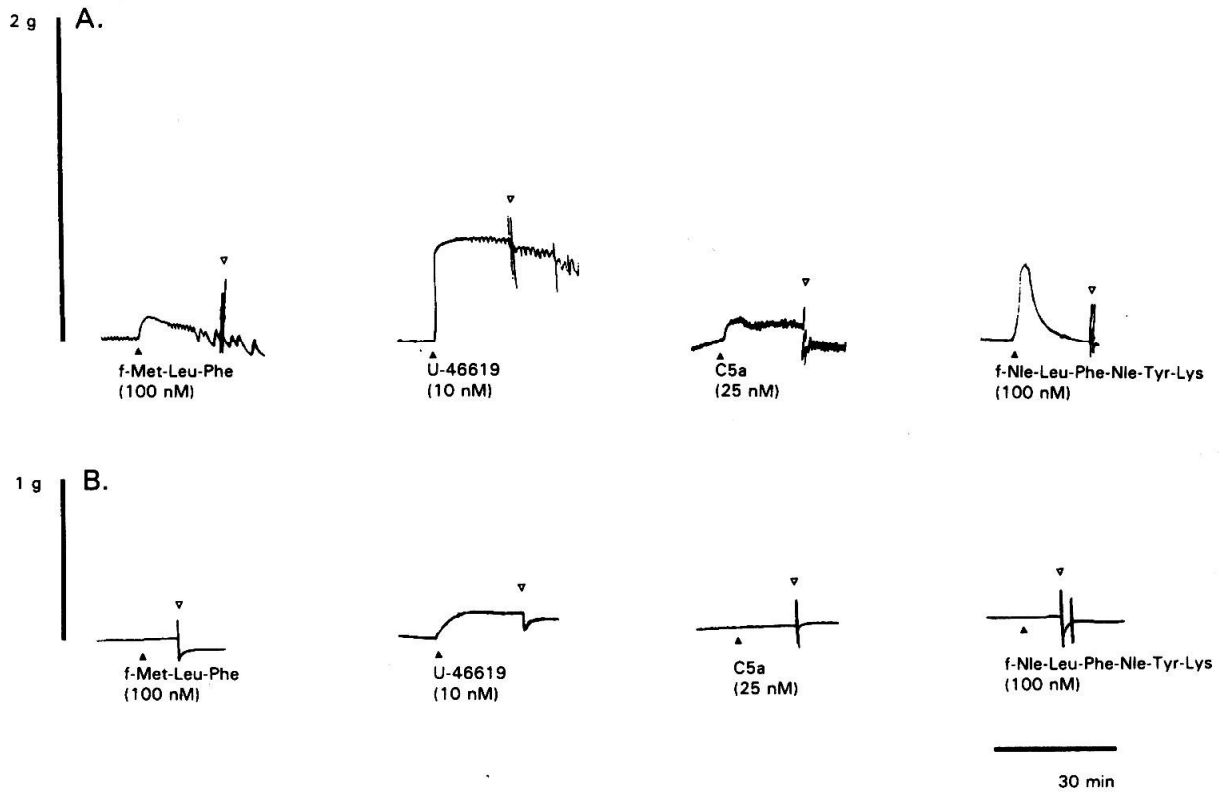 2 g
A.
f-Met-Leu-Phe
(100 nM)
U-46619
(10 nM)
C5a
(25 nM)
f-Nle-Leu-Phe-Nle-Tyr-Lys
(100 nM)
1 g
B.
f-Met-Leu-Phe
(100 nM)
U-46619
(10 nM)
C5a
(25 nM)
f-Nle-Leu-Phe-Nle-Tyr-Lys
(100 nM)
30 min